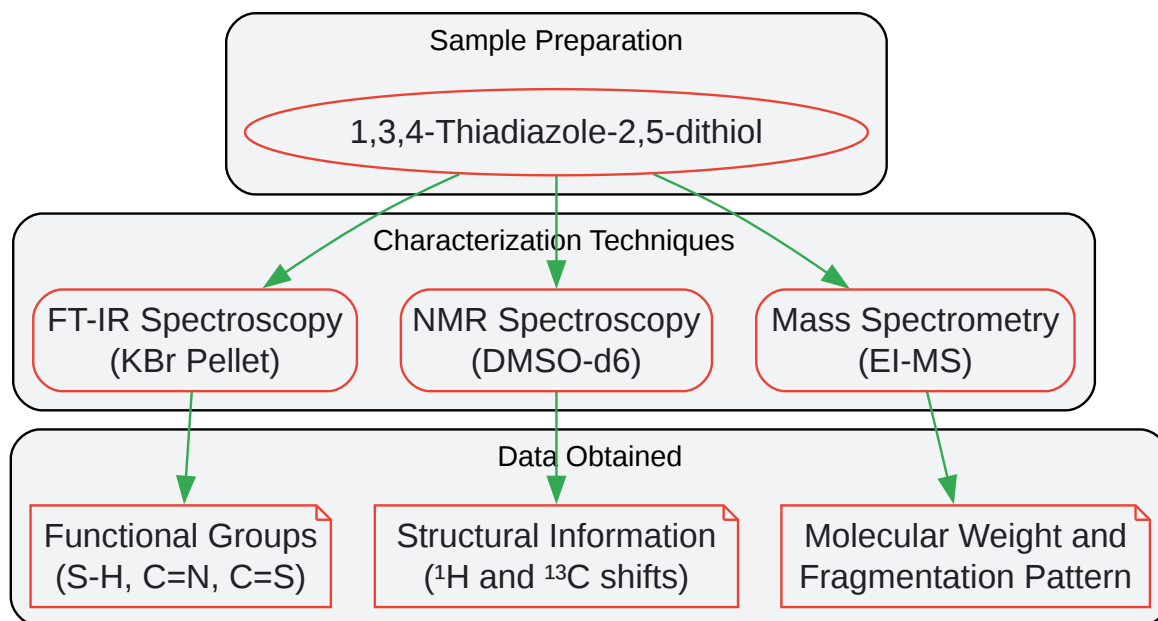 Sample Preparation
1,3,4-Thiadiazole-2,5-dithiol
Characterization Techniques
FT-IR Spectroscopy
(KBr Pellet)
NMR Spectroscopy
(DMSO-d6)
Mass Spectrometry
(EI-MS)
Data Obtained
Functional Groups
(S-H, C=N, C=S)
Structural Information
(¹H and ¹³C shifts)
Molecular Weight and
Fragmentation Pattern